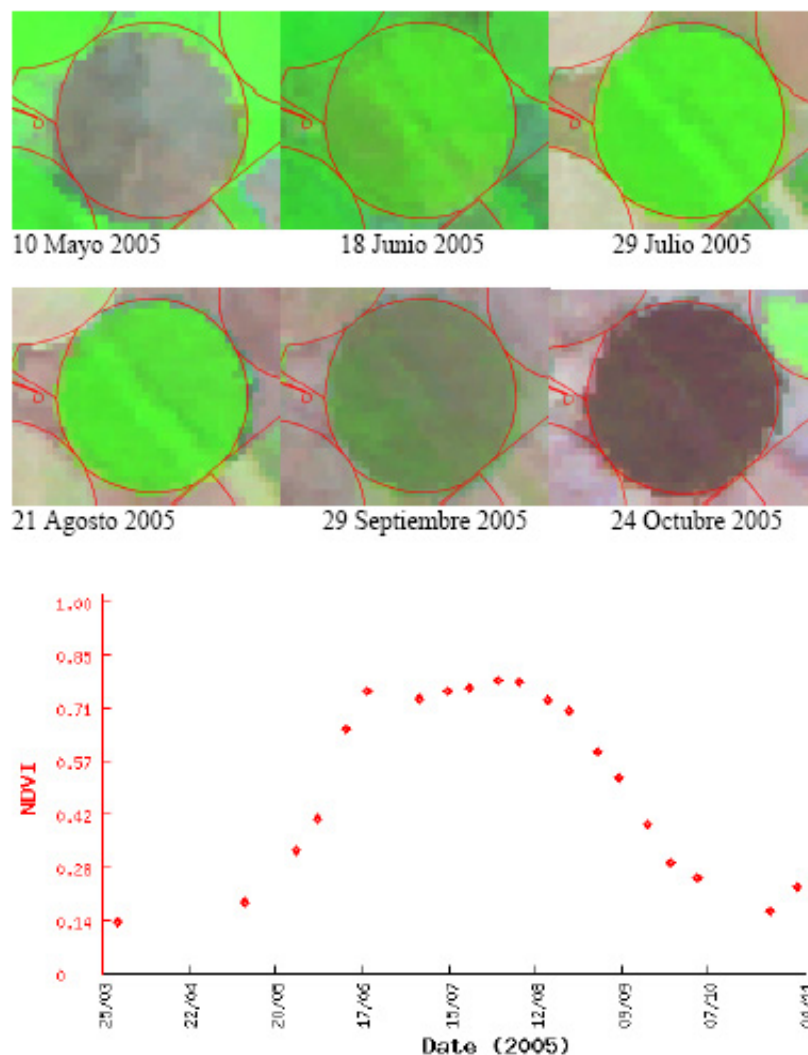 10 Mayo 2005
18 Junio 2005
29 Julio 2005
21 Agosto 2005
29 Septiembre 2005
24 Octubre 2005
1.00
0.85
0.71
0.57
0.42
0.28
0.14
0
NDVI
22/04
20/05
17/06
15/07
12/08
09/09
07/10
Date (2005)